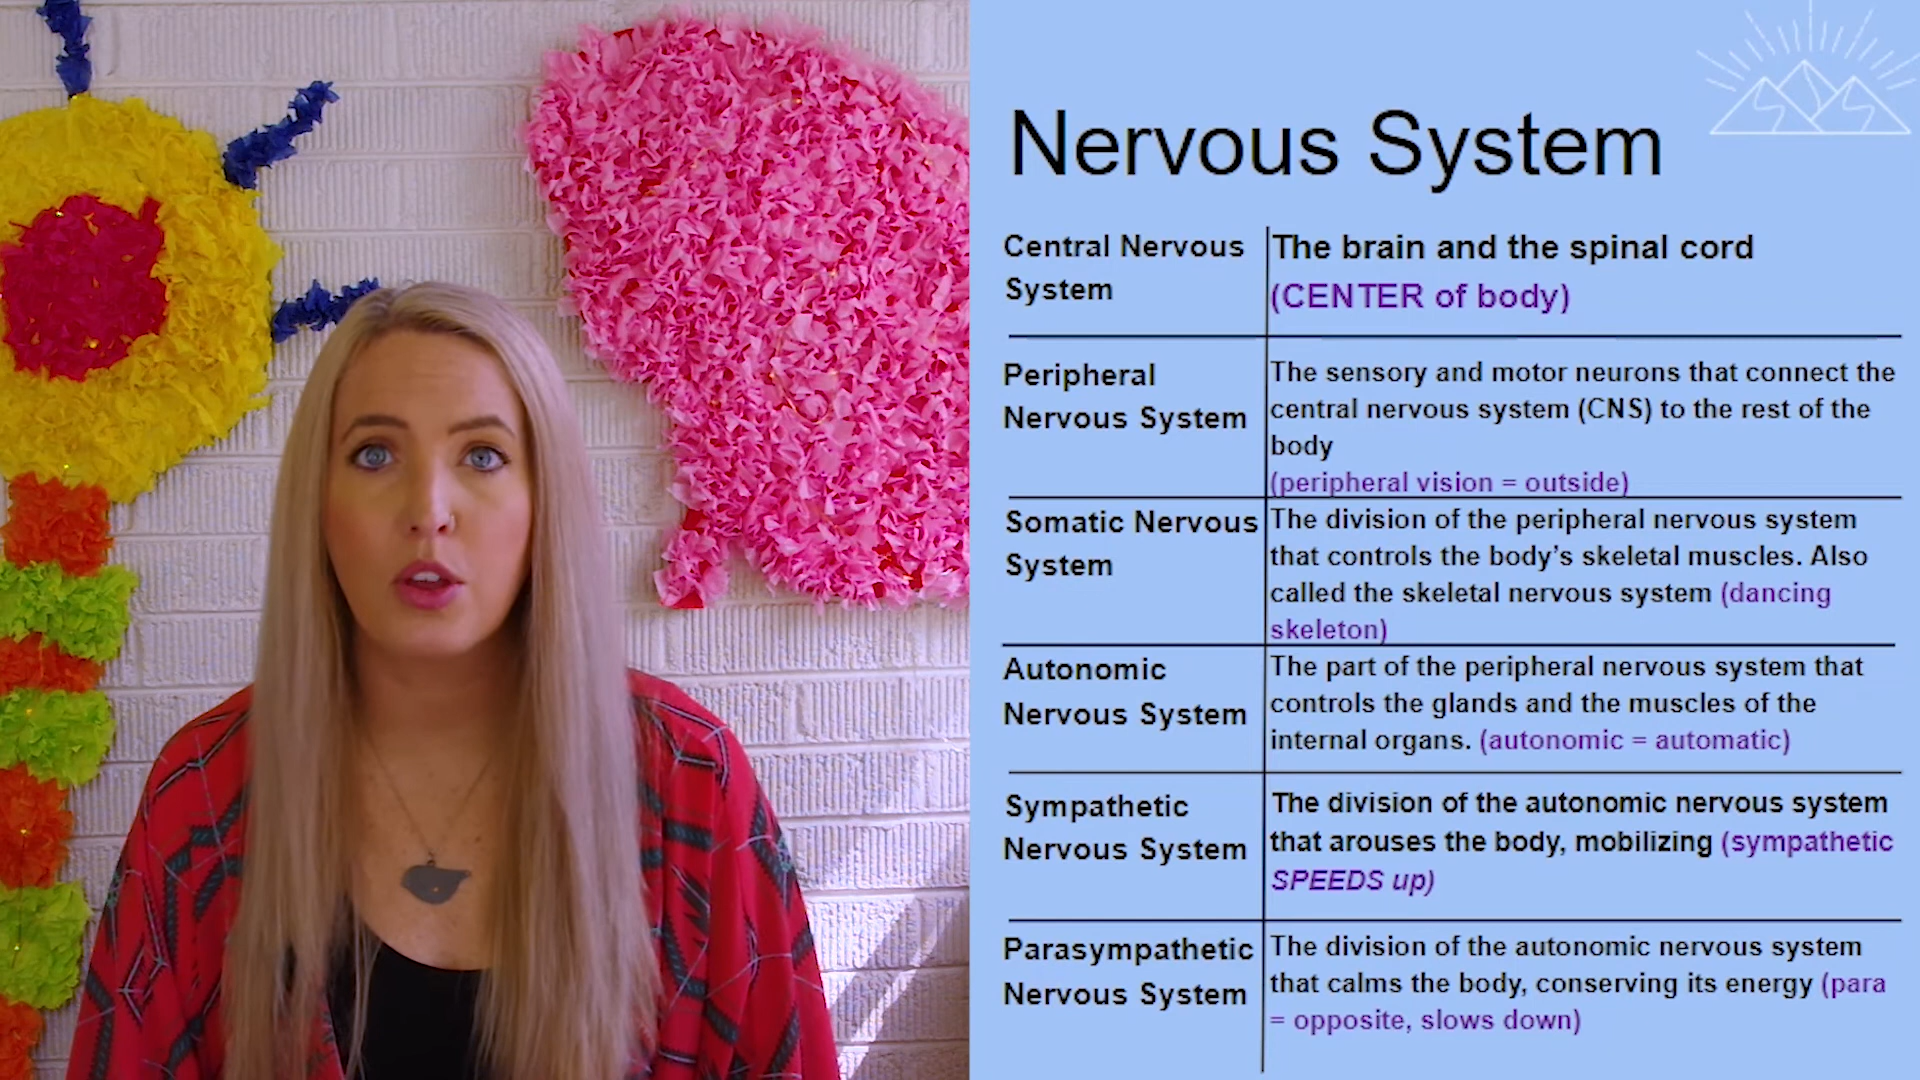 Nervous System
Central Nervous
System
The brain and the spinal cord
(CENTER of body)
Peripheral
Nervous System
The sensory and motor neurons that connect the
central nervous system (CNS) to the rest of the
body
(peripheral vision = outside)
Somatic Nervous
System
The division of the peripheral nervous system
that controls the body’s skeletal muscles. Also
called the skeletal nervous system (dancing
skeleton)
Autonomic
Nervous System
The part of the peripheral nervous system that
controls the glands and the muscles of the
internal organs. (autonomic = automatic)
Sympathetic
Nervous System
The division of the autonomic nervous system
that arouses the body, mobilizing (sympathetic
SPEEDS up)
Parasympathetic
Nervous System
The division of the autonomic nervous system
that calms the body, conserving its energy (para
= opposite, slows down)